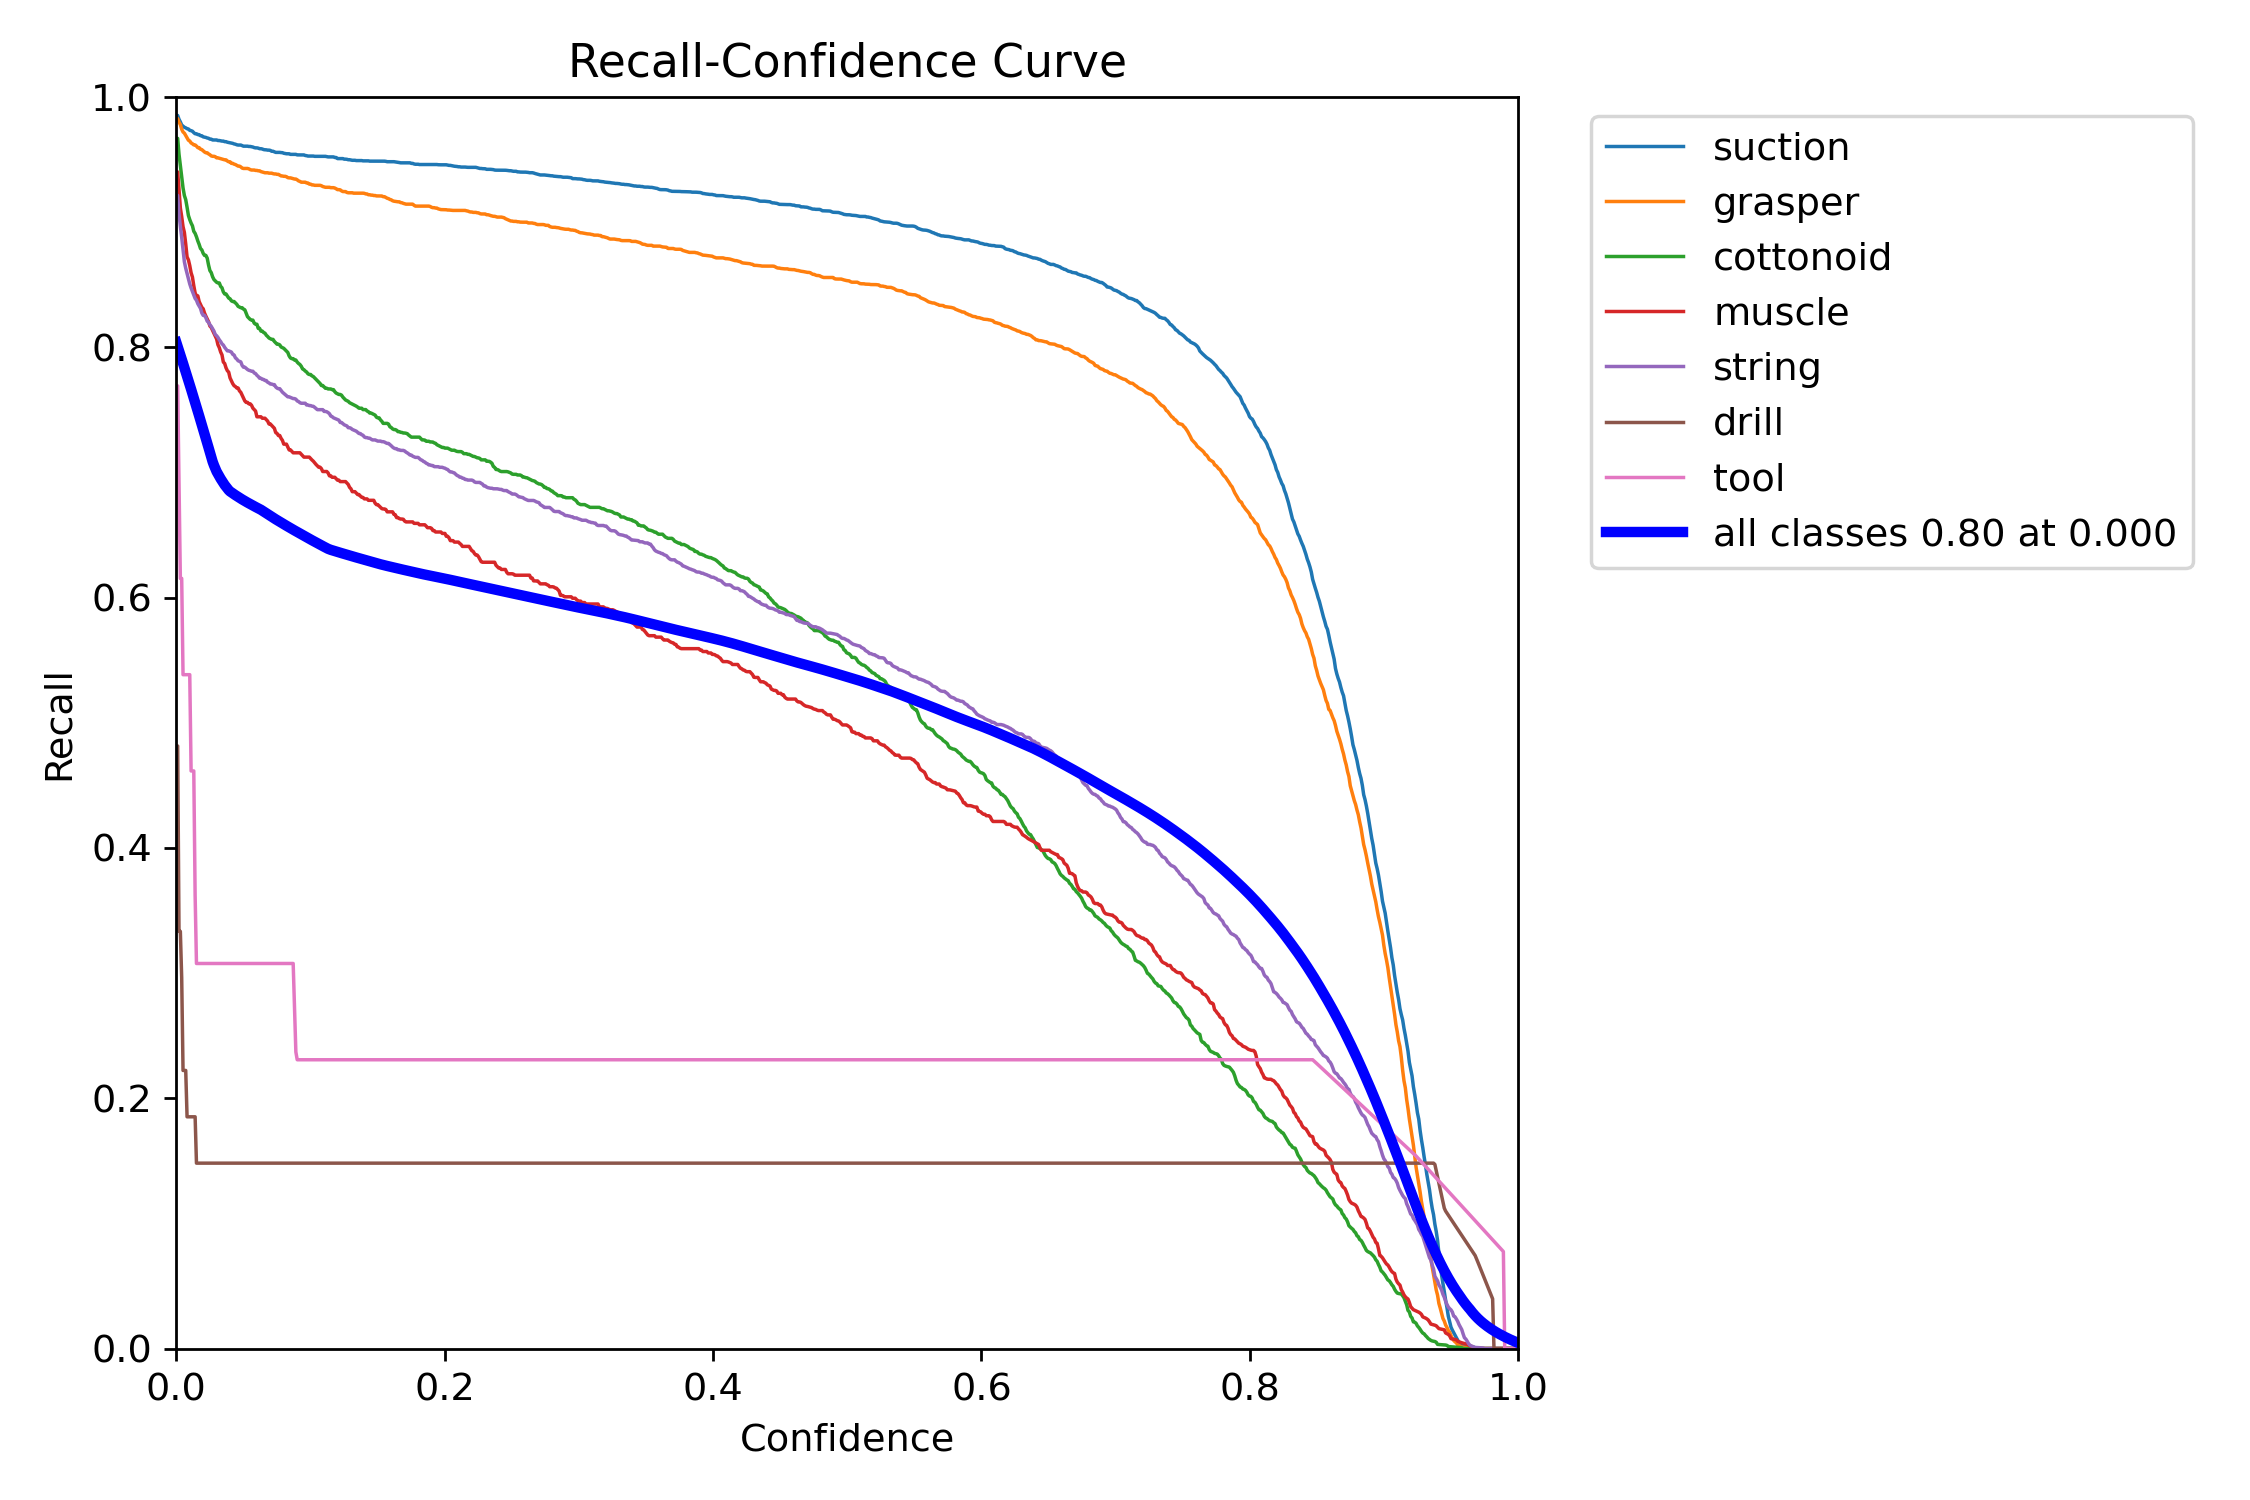 Recall-Confidence Curve
1.0
0.8
0.6
0.4
0.2
0.0
Recall
0.0 0.2 0.4 0.6 0.8 1.0
Confidence
suction
grasper
cottonoid
muscle
string
drill
tool
all classes 0.80 at 0.000